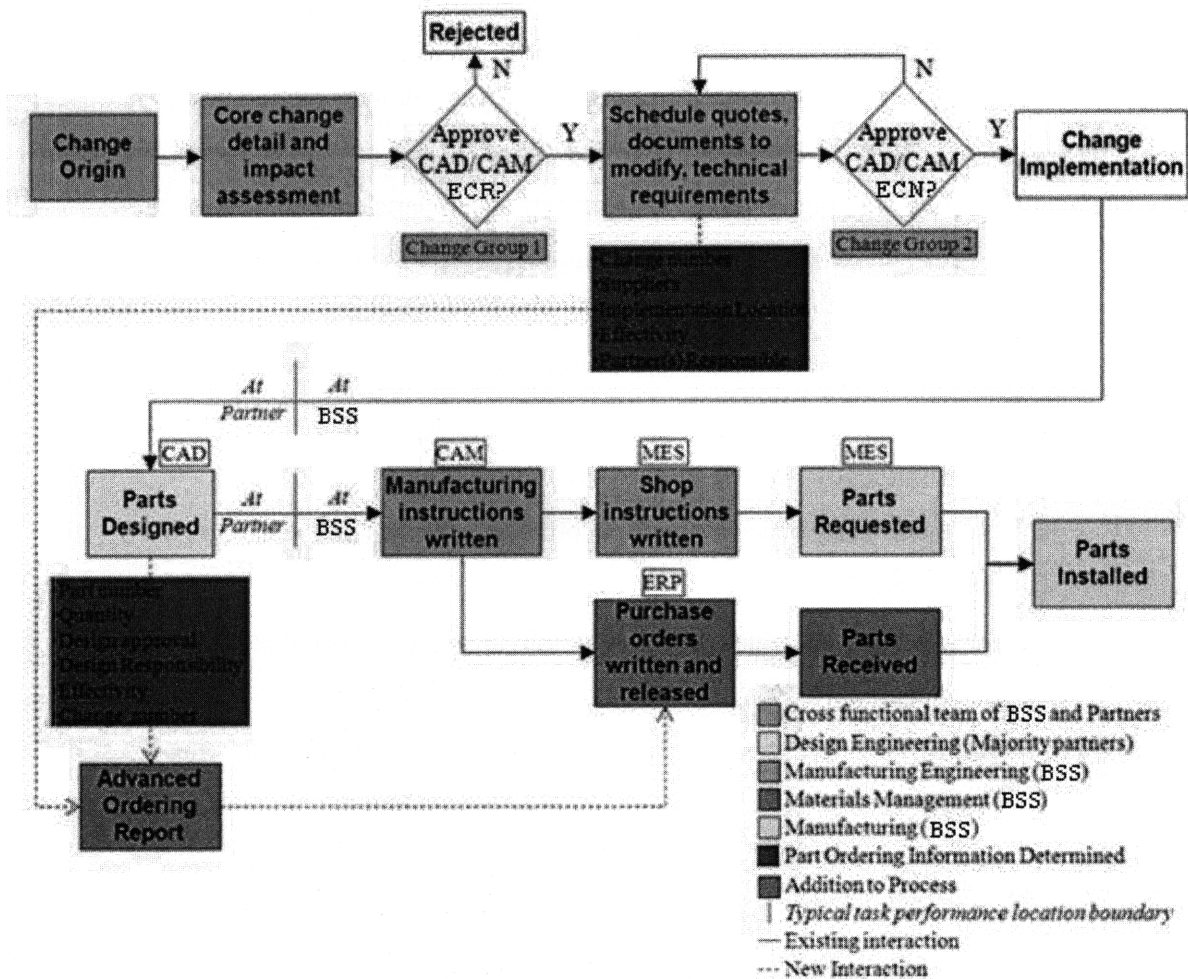 Rejected
N
N
Change
Origin
Core change
detail and
impact
assessment
Approve
CAD/CAM
ECR?
Y
Schedule quotes,
documents to
modify, technical
requirements
Approve
CAD/CAM
ECN?
Y
Change
Implementation
Change Group 1
Change Group 2
·Change number
·Suppliers
·Implementation Location
·Effectivity
·Partner(s) Responsible
At
Partner
At
BSS
CAD
CAM
MES
MES
Parts
Designed
At
Partner
At
BSS
Manufacturing
instructions
written
Shop
instructions
written
Parts
Requested
Parts
Installed
·Part number
·Quantity
·Design approval
·Design Responsibility
·Effectivity
·Change number
ERP
Purchase
orders
written and
released
Parts
Received
Advanced
Ordering
Report
Cross functional team of BSS and Partners
Design Engineering (Majority partners)
Manufacturing Engineering (BSS)
Materials Management (BSS)
Manufacturing (BSS)
Part Ordering Information Determined
Addition to Process
Typical task performance location boundary
Existing interaction
New Interaction